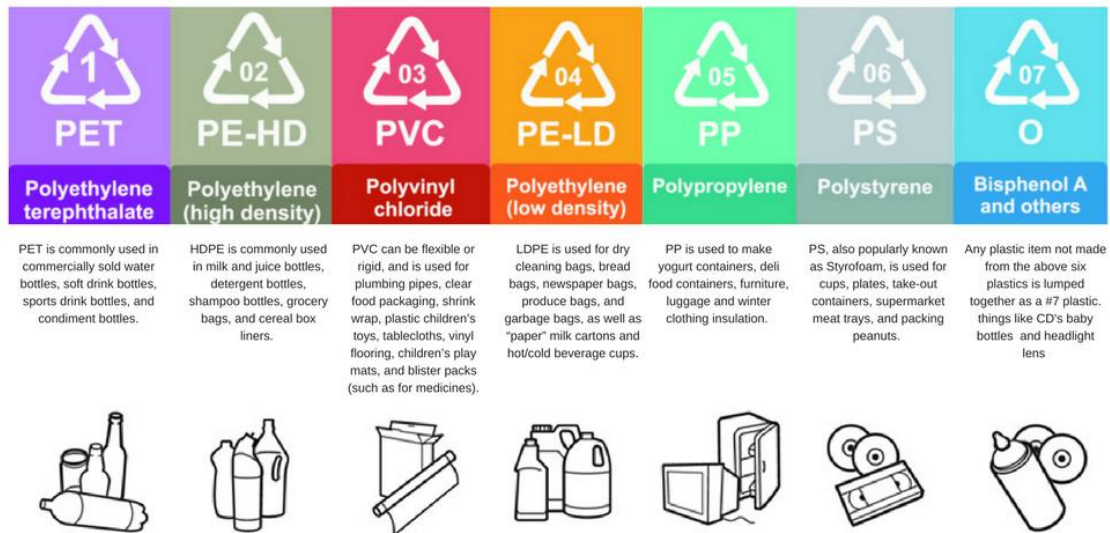 1
PET
Polyethylene
terephthalate
PET is commonly used in
commercially sold water
bottles, soft drink bottles,
sports drink bottles, and
condiment bottles.
02
PE-HD
Polyethylene
(high density)
HDPE is commonly used
in milk and juice bottles,
detergent bottles,
shampoo bottles, grocery
bags, and cereal box
liners.
03
PVC
Polyvinyl
chloride
PVC can be flexible or
rigid, and is used for
plumbing pipes, clear
food packaging, shrink
wrap, plastic children's
toys, tablecloths, vinyl
flooring, children's play
mats, and blister packs
(such as for medicines).
04
PE-LD
Polyethylene
(low density)
LDPE is used for dry
cleaning bags, bread
bags, newspaper bags,
produce bags, and
garbage bags, as well as
“paper” milk cartons and
hot/cold beverage cups.
05
PP
Polypropylene
PP is used to make
yogurt containers, deli
food containers, furniture,
luggage and winter
clothing insulation.
06
PS
Polystyrene
PS, also popularly known
as Styrofoam, is used for
cups, plates, take-out
containers, supermarket
meat trays, and packing
peanuts.
07
O
Bisphenol A
and others
Any plastic item not made
from the above six
plastics is lumped
together as a #7 plastic.
things like CD's baby
bottles and headlight
lens